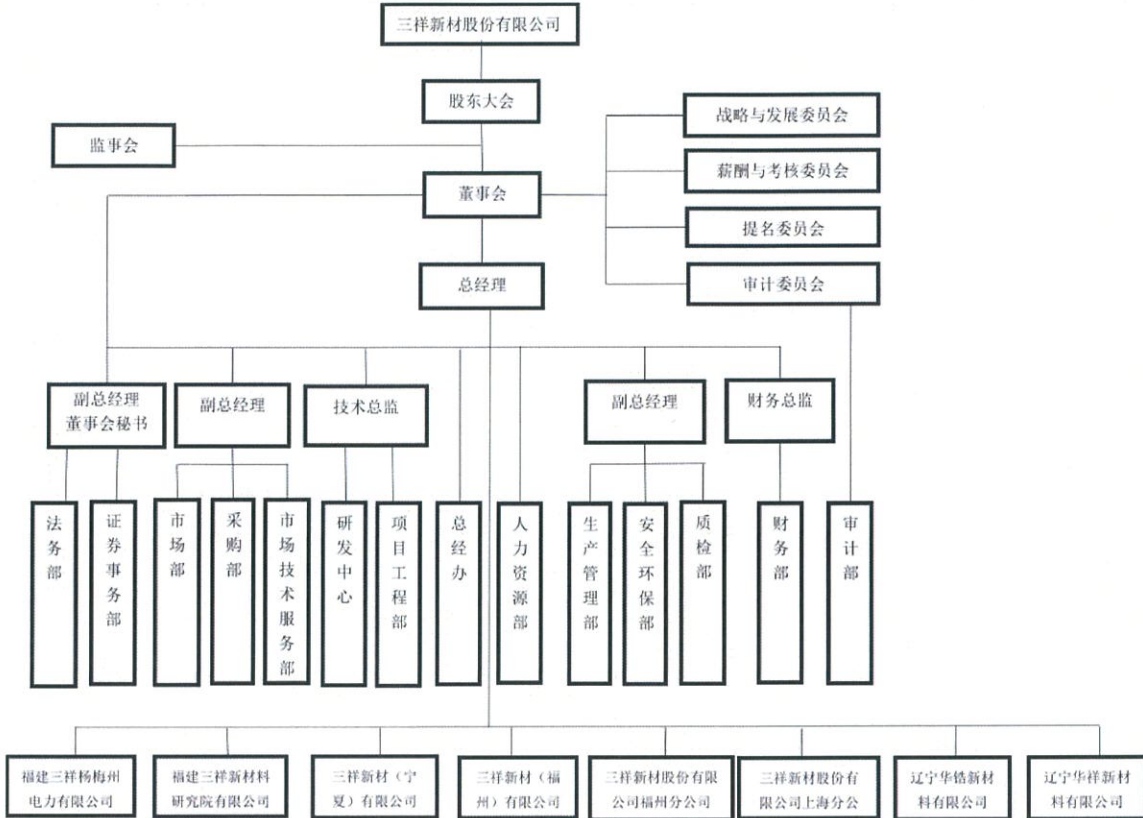 三祥新材股份有限公司
股东大会
监事会
战略与发展委员会
薪酬与考核委员会
董事会
提名委员会
总经理
审计委员会
副总经理
董事会秘书
副总经理
技术总监
副总经理
财务总监
法务部
证券事务部
市场部
采购部
市场技术服务部
研发中心
项目工程部
总经办
人力资源部
生产管理部
安全环保部
质检部
财务部
审计部
福建三祥杨梅州
电力有限公司
福建三祥新材料
研究院有限公司
三祥新材（宁
夏）有限公司
三祥新材（福
州）有限公司
三祥新材股份有限
公司福州分公司
三祥新材股份有
限公司上海分公
辽宁华锆新材
料有限公司
辽宁华祥新材
料有限公司